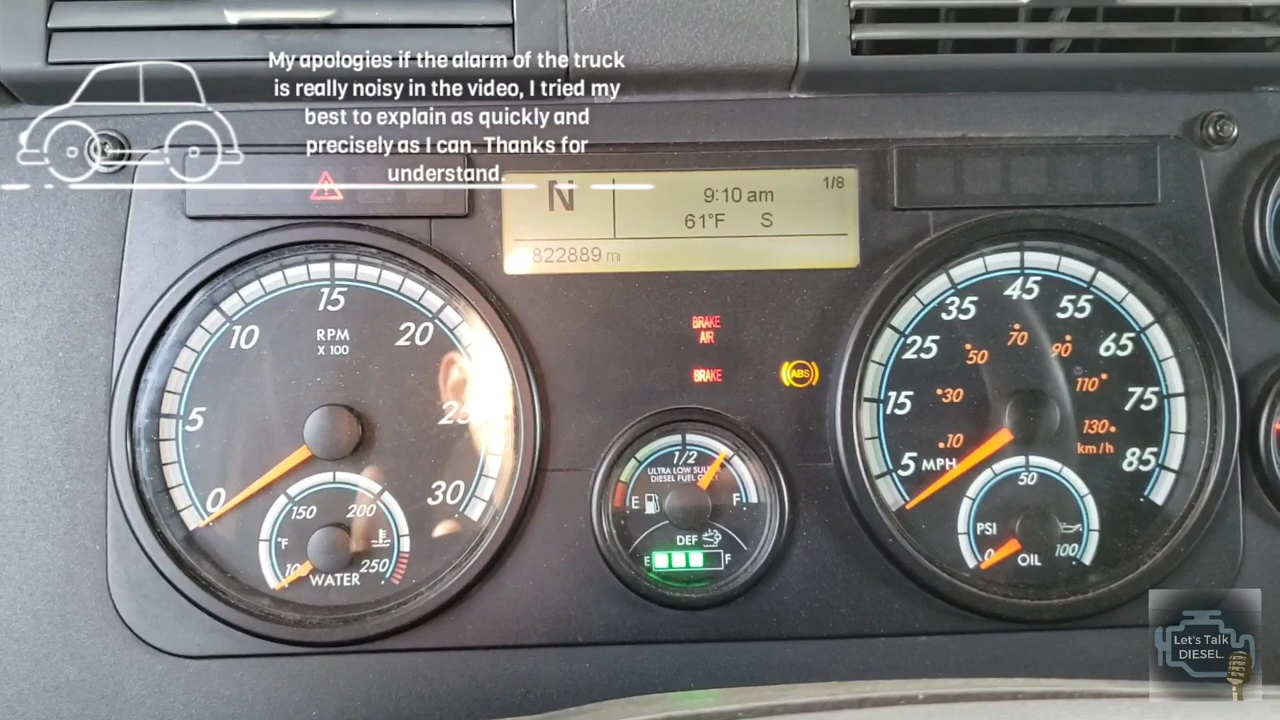 My apologies if the alarm of the truck
is really noisy in the video, I tried my
best to explain as quickly and
precisely as I can. Thanks for
understand.
N
9:10 am
1/8
61°F S
822889 mi
15
10
20
RPM
X 100
5
25
0
30
150
200
°F
10
250
WATER
BRAKE
AIR
BRAKE
ABS
1/2
ULTRA LOW
DIESEL FUEL
E
F
DEF
E
F
45
35
55
25
65
15
75
5
MPH
85
70
50
90
30
110
10
130
km/h
50
PSI
0
100
OIL
Let's Talk
DIESEL.